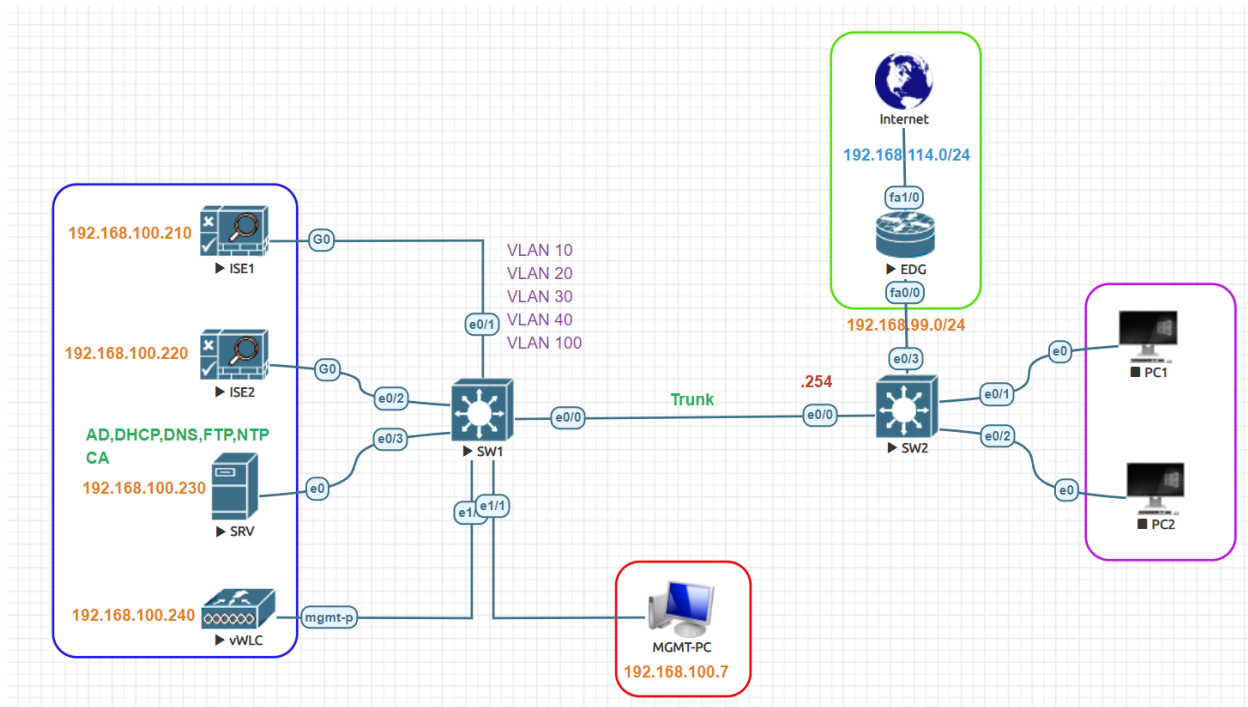 Internet
192.168.114.0/24
fa1/0
EDG
fa0/0
192.168.99.0/24
e0/3
192.168.100.210
G0
ISE1
VLAN 10
VLAN 20
VLAN 30
VLAN 40
VLAN 100
e0/1
192.168.100.220
G0
ISE2
e0/2
AD,DHCP,DNS,FTP,NTP
CA
192.168.100.230
e0
SRV
e0/3
SW1
e0/0
Trunk
.254
e0/0
SW2
e0/1
e0
PC1
e0/2
e0
PC2
e1/
e1/1
192.168.100.240
mgmt-p
vWLC
MGMT-PC
192.168.100.7